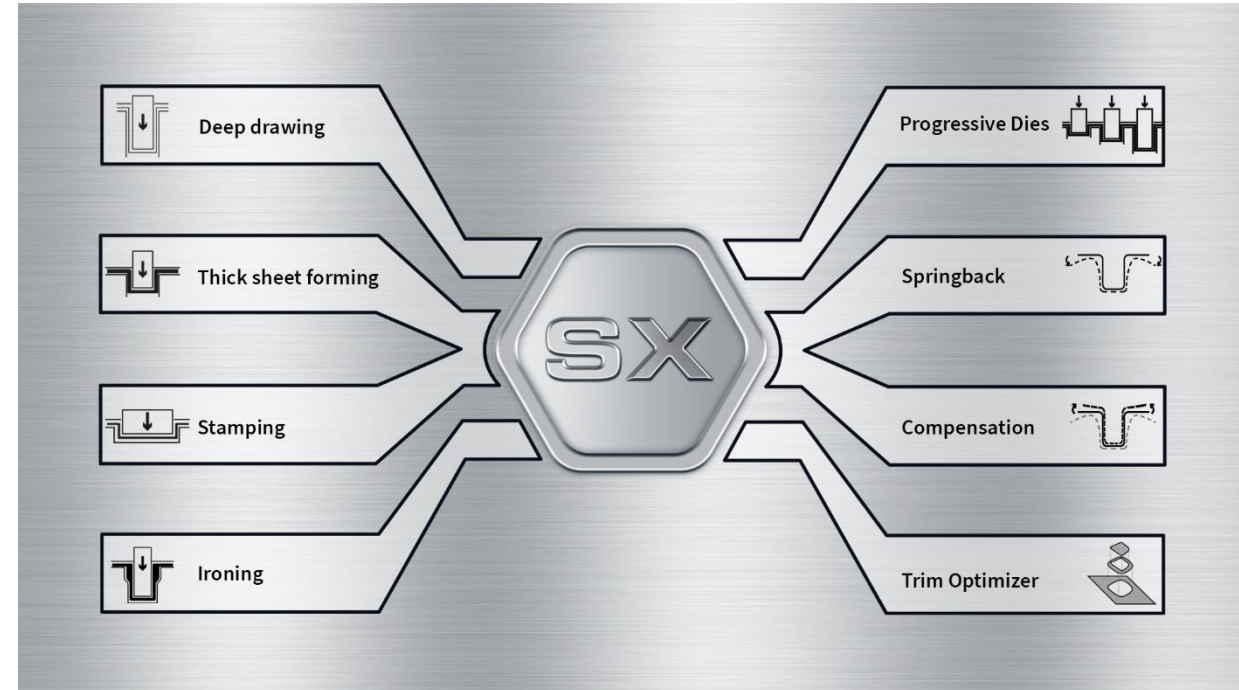 Deep drawing
Thick sheet forming
Stamping
Ironing
SX
Progressive Dies
Springback
Compensation
Trim Optimizer